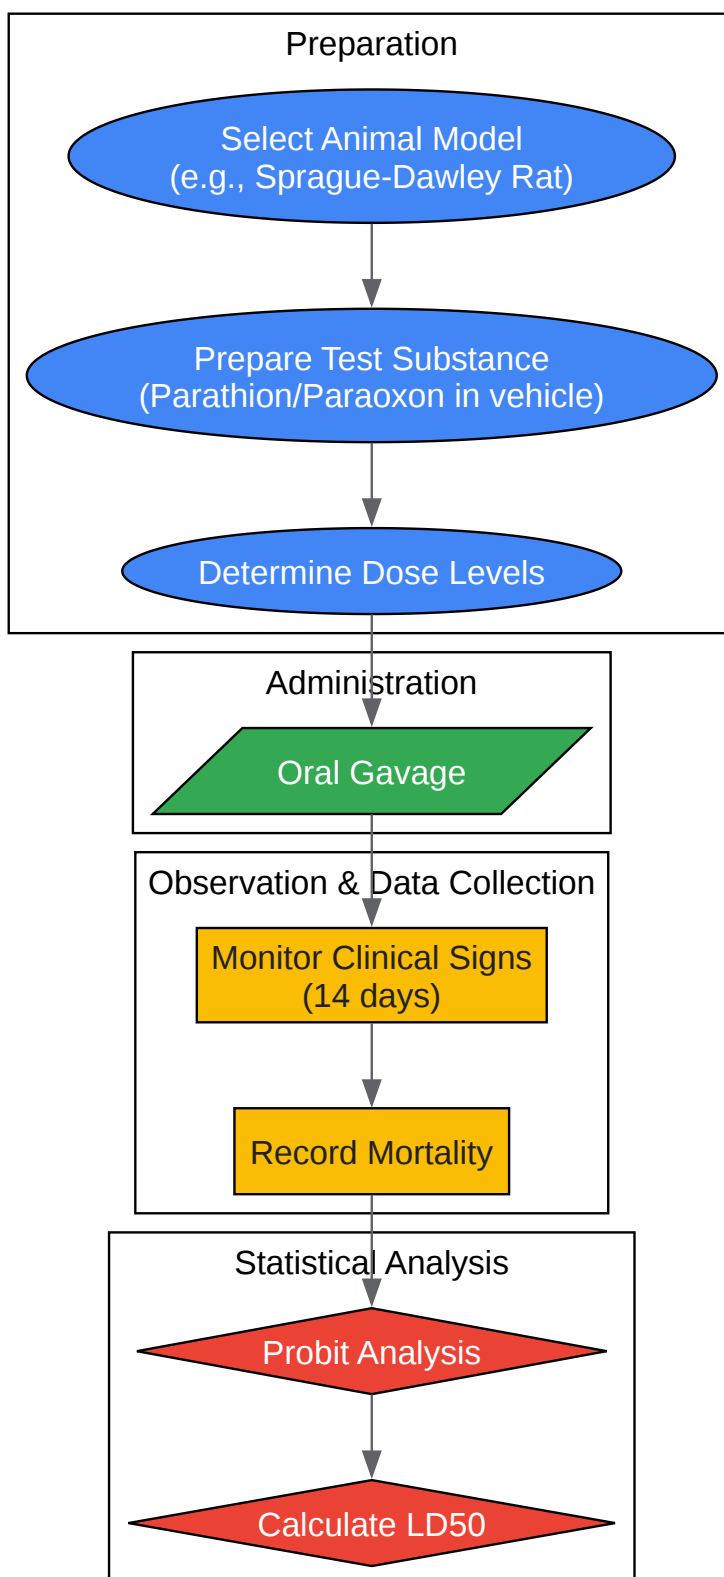 Preparation
Select Animal Model
(e.g., Sprague-Dawley Rat)
Prepare Test Substance
(Parathion/Paraoxon in vehicle)
Determine Dose Levels
Administration
Oral Gavage
Observation & Data Collection
Monitor Clinical Signs
(14 days)
Record Mortality
Statistical Analysis
Probit Analysis
Calculate LD50